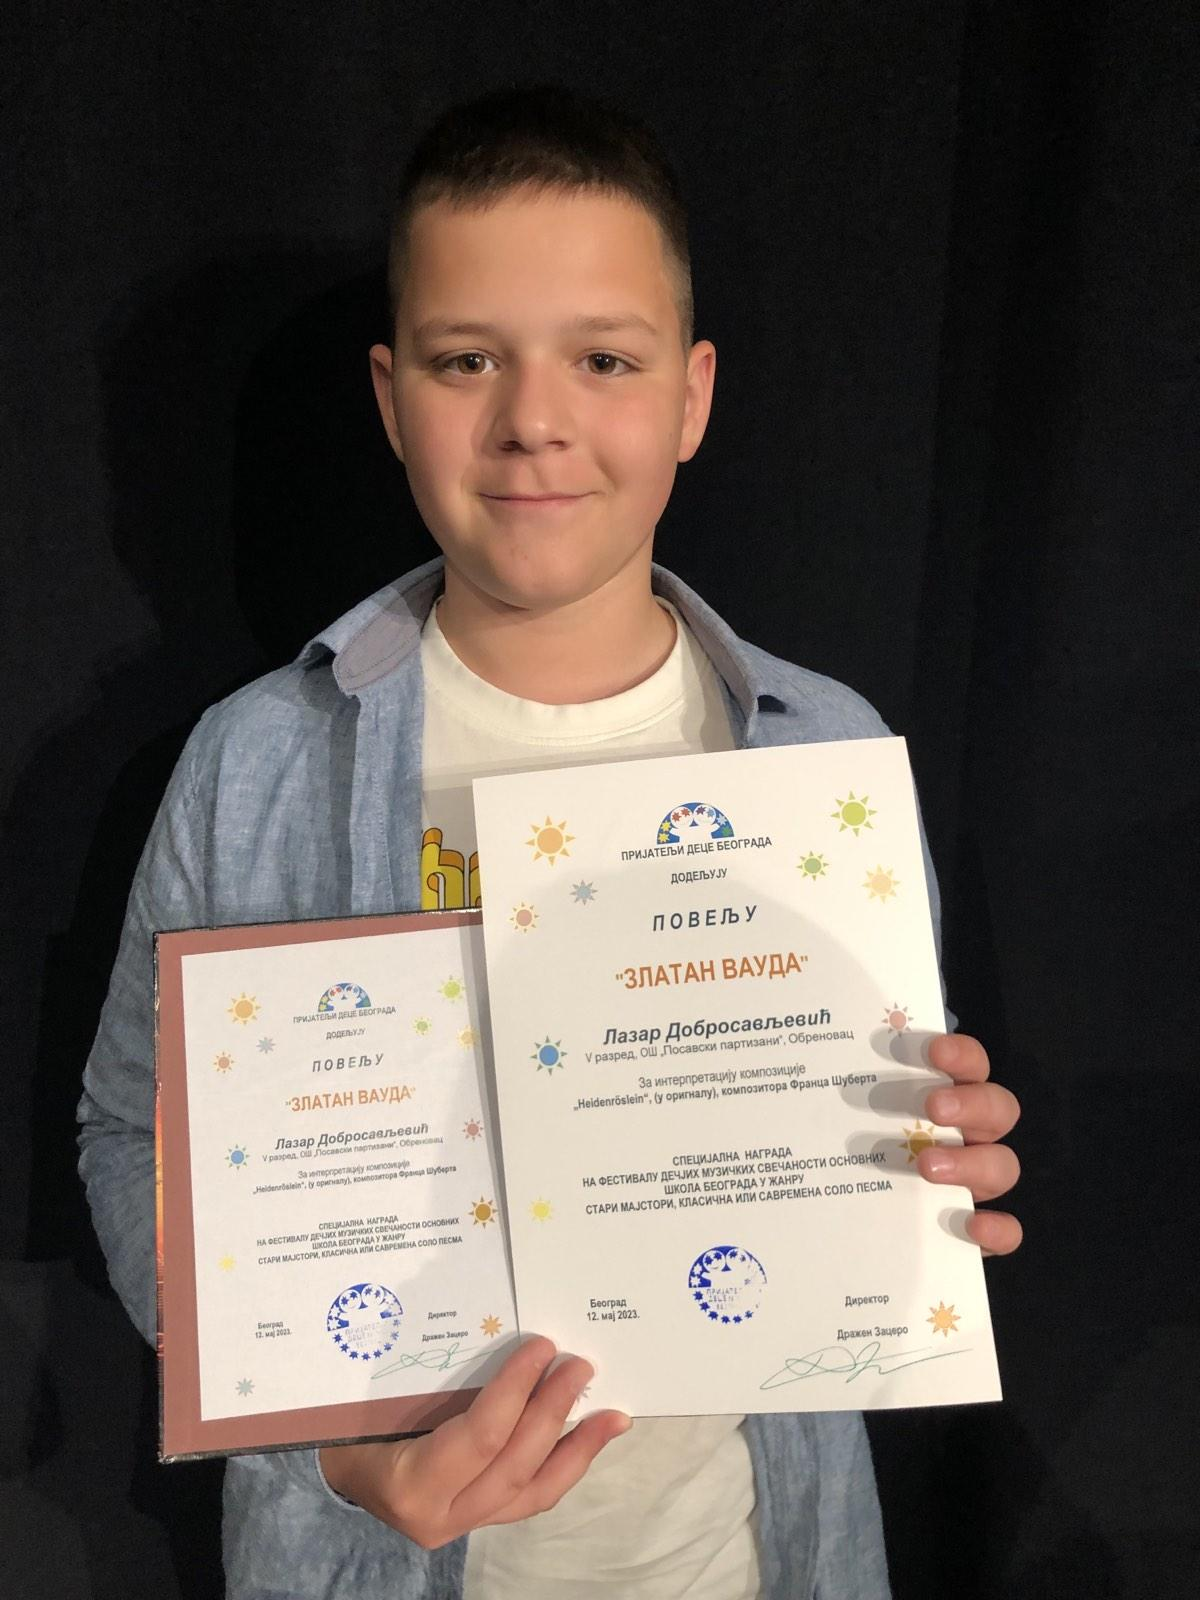 ПРИЈАТЕЉИ ДЕЦЕ БЕОГРАДА
ДОДЕЉУЈУ
ПОВЕЉУ
"ЗЛАТАН ВАУДА"
Лазар Добросављевић
V разред, ОШ „Посавски партизани", Обреновац
За интерпретацију композиције
„Heidenröslein", (у оригналу), композитора Франца Шуберта
СПЕЦИЈАЛНА НАГРАДА
НА ФЕСТИВАЛУ ДЕЧЈИХ МУЗИЧКИХ СВЕЧАНОСТИ ОСНОВНИХ
ШКОЛА БЕОГРАДА У ЖАНРУ
СТАРИ МАЈСТОРИ, КЛАСИЧНА ИЛИ САВРЕМЕНА СОЛО ПЕСМА
Београд
12. мај 2023.
Директор
Дражен Зацеро
ПРИЈАТЕЉИ ДЕЦЕ БЕОГРАДА
ДОДЕЉУЈУ
ПОВЕЉУ
"ЗЛАТАН ВАУДА"
Лазар Добросављевић
V разред, ОШ „Посавски партизани", Обреновац
За интерпретацију композиције
„Heidenröslein", (у оригналу), композитора Франца Шуберта
СПЕЦИЈАЛНА НАГРАДА
НА ФЕСТИВАЛУ ДЕЧЈИХ МУЗИЧКИХ СВЕЧАНОСТИ ОСНОВНИХ
ШКОЛА БЕОГРАДА У ЖАНРУ
СТАРИ МАЈСТОРИ, КЛАСИЧНА ИЛИ САВРЕМЕНА СОЛО ПЕСМА
Београд
12. мај 2023.
Директор
Дражен Зацеро